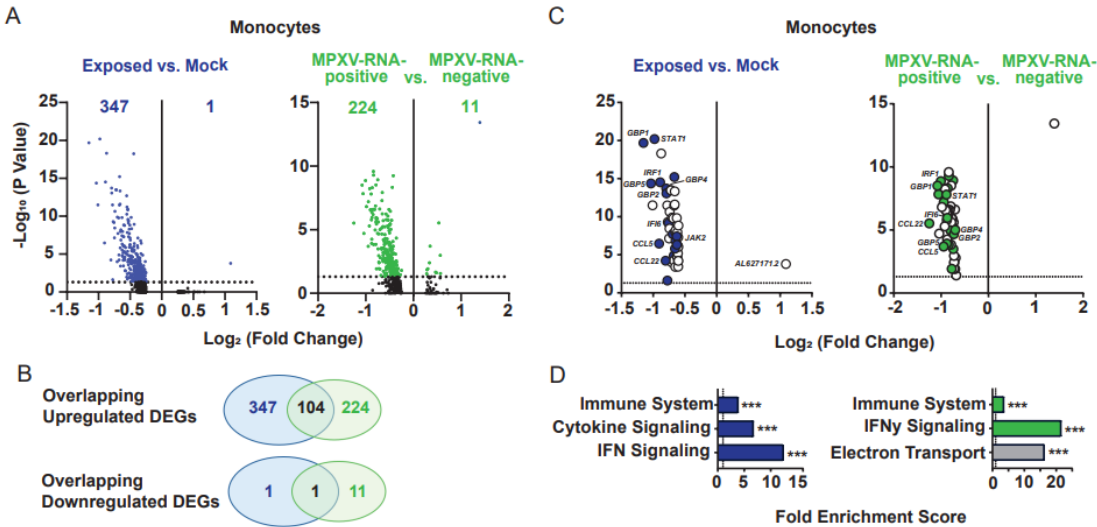 A
Monocytes
Exposed vs. Mock
MPXV-RNA-
positive vs. MPXV-RNA-
negative
347 1
224 11
25
20
15
10
5
0
-1.5 -1 -0.5 0 0.5 1 1.5
15
10
5
0
-2 -1 0 1 2
-Log₁₀ (P Value)
Log₂ (Fold Change)
C
Monocytes
Exposed vs. Mock
MPXV-RNA-
positive vs. MPXV-RNA-
negative
25
20
15
10
5
0
GBP1
STAT1
IRF1
GBP5
GBP4
GBP2
IFI6
CCL5
JAK2
CCL22
AL627171.2
-1.5 -1 -0.5 0 0.5 1 1.5
15
10
5
0
IRF1
GBP1
STAT1
IFI6
CCL22
GBP4
GBP2
GBP5
CCL5
-2 -1 0 1 2
Log₂ (Fold Change)
B
Overlapping
Upregulated DEGs
347 104 224
Overlapping
Downregulated DEGs
1 1 11
D
Immune System ***
Cytokine Signaling ***
IFN Signaling ***
0 5 10 15
Immune System ***
IFNy Signaling ***
Electron Transport ***
0 10 20
Fold Enrichment Score